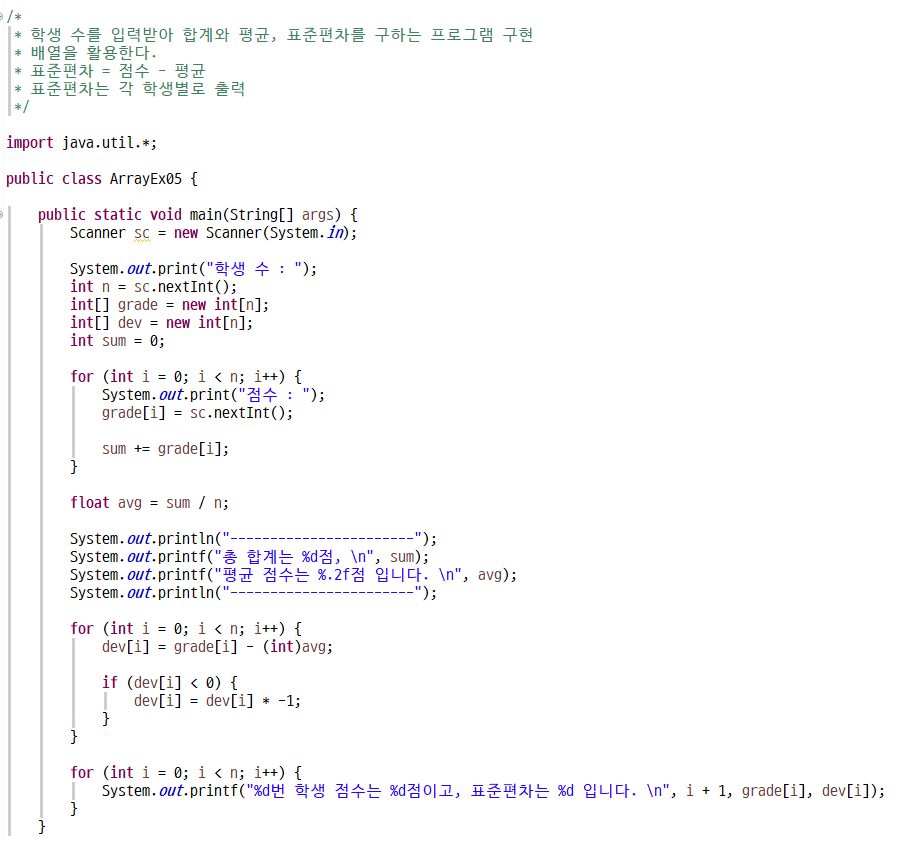 /*
 * 학생 수를 입력받아 합계와 평균, 표준편차를 구하는 프로그램 구현
 * 배열을 활용한다.
 * 표준편차 = 점수 - 평균
 * 표준편차는 각 학생별로 출력
 */
import java.util.*;
public class ArrayEx05 {
    public static void main(String[] args) {
        Scanner sc = new Scanner(System.in);
        System.out.print("학생 수 : ");
        int n = sc.nextInt();
        int[] grade = new int[n];
        int[] dev = new int[n];
        int sum = 0;
        for (int i = 0; i < n; i++) {
            System.out.print("점수 : ");
            grade[i] = sc.nextInt();
            sum += grade[i];
        }
        float avg = sum / n;
        System.out.println("-----------------------");
        System.out.printf("총 합계는 %d점, \n", sum);
        System.out.printf("평균 점수는 %.2f점 입니다. \n", avg);
        System.out.println("-----------------------");
        for (int i = 0; i < n; i++) {
            dev[i] = grade[i] - (int)avg;
            if (dev[i] < 0) {
                dev[i] = dev[i] * -1;
            }
        }
        for (int i = 0; i < n; i++) {
            System.out.printf("%d번 학생 점수는 %d점이고, 표준편차는 %d 입니다. \n", i + 1, grade[i], dev[i]);
        }
    }